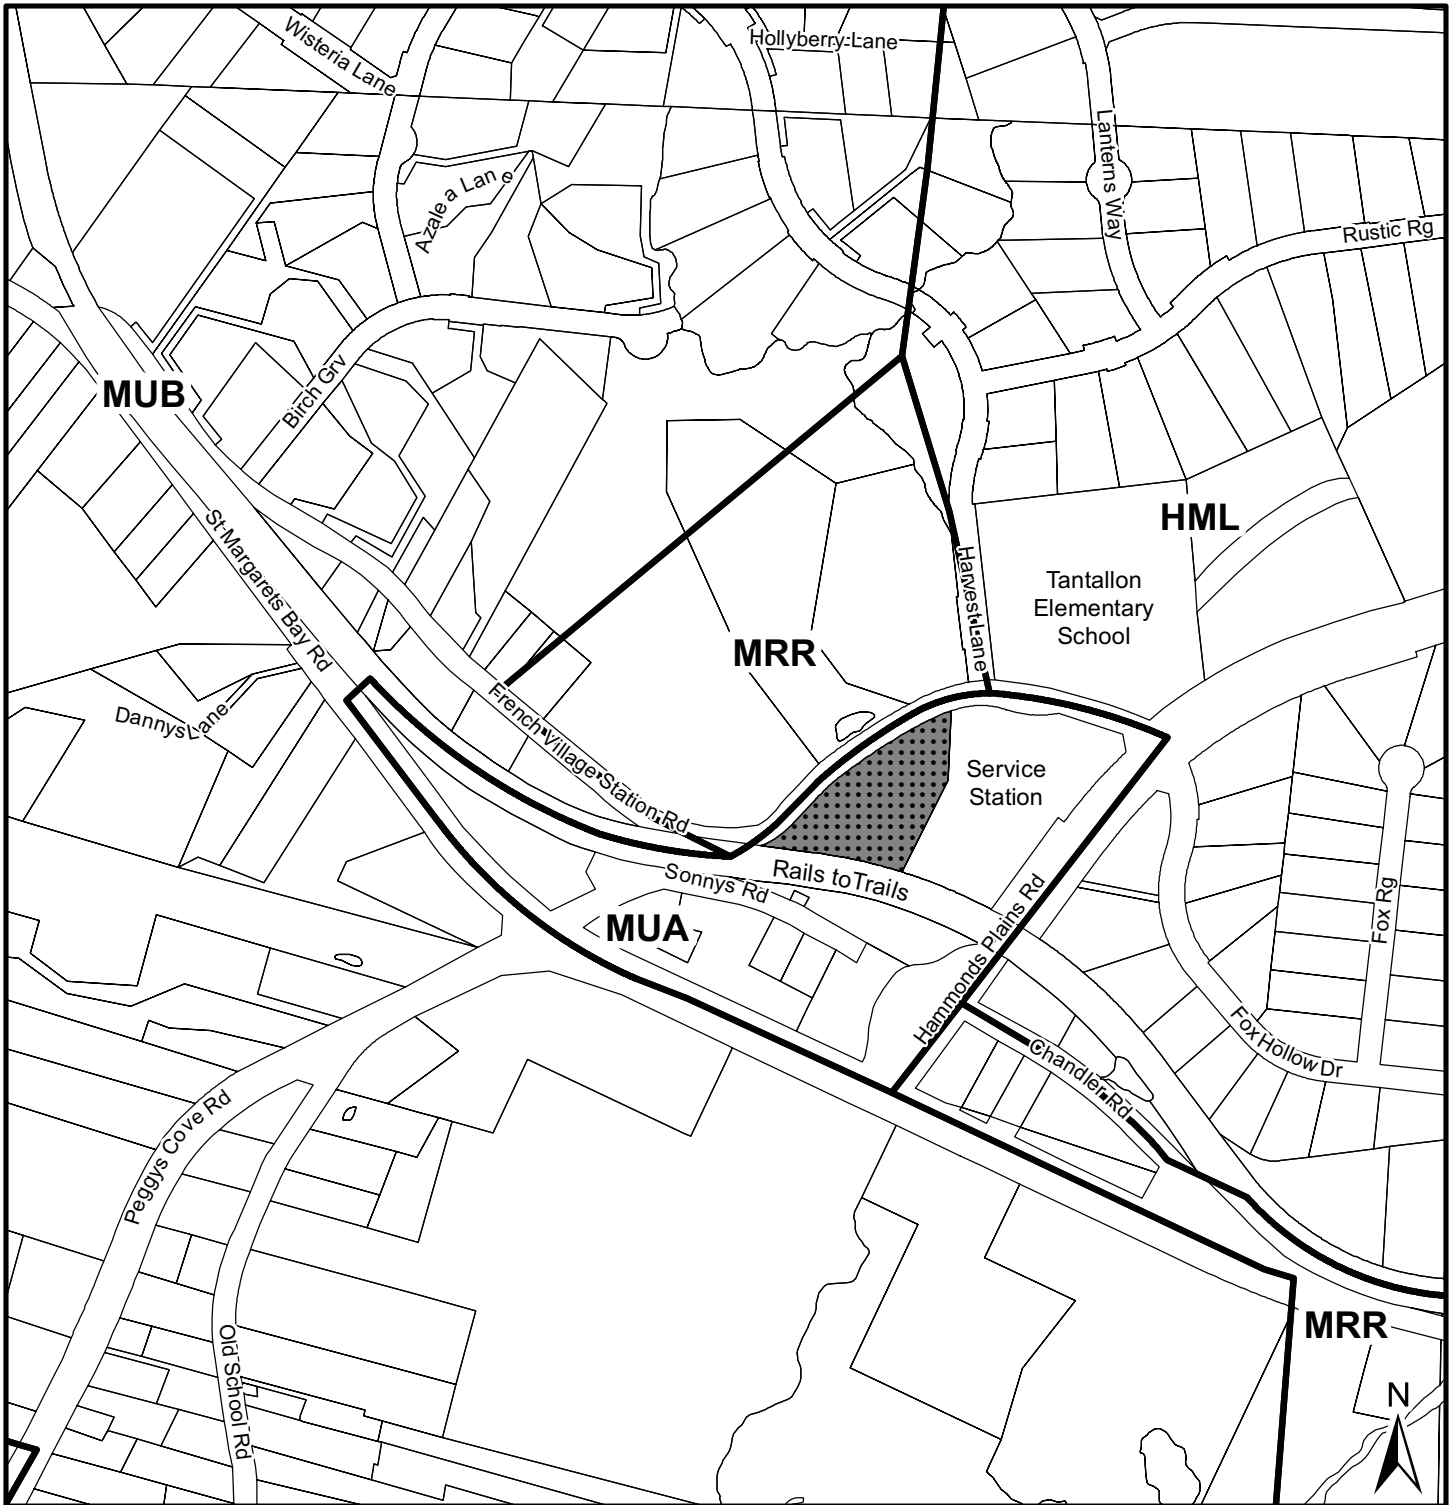 Wisteria Lane
Hollyberry Lane
Lanterns Way
Azalea Lane
Rustic Rg
Birch Grv
MUB
HML
St Margarets Bay Rd
Harvest Lane
Tantallon
Elementary
School
MRR
Dannys Lane
French Village Station Rd
Service
Station
Sonnys Rd
Rails to Trails
MUA
Hammonds Plains Rd
Fox Rg
Fox Hollow Dr
Chandler Rd
Peggys Cove Rd
Old School Rd
MRR
N